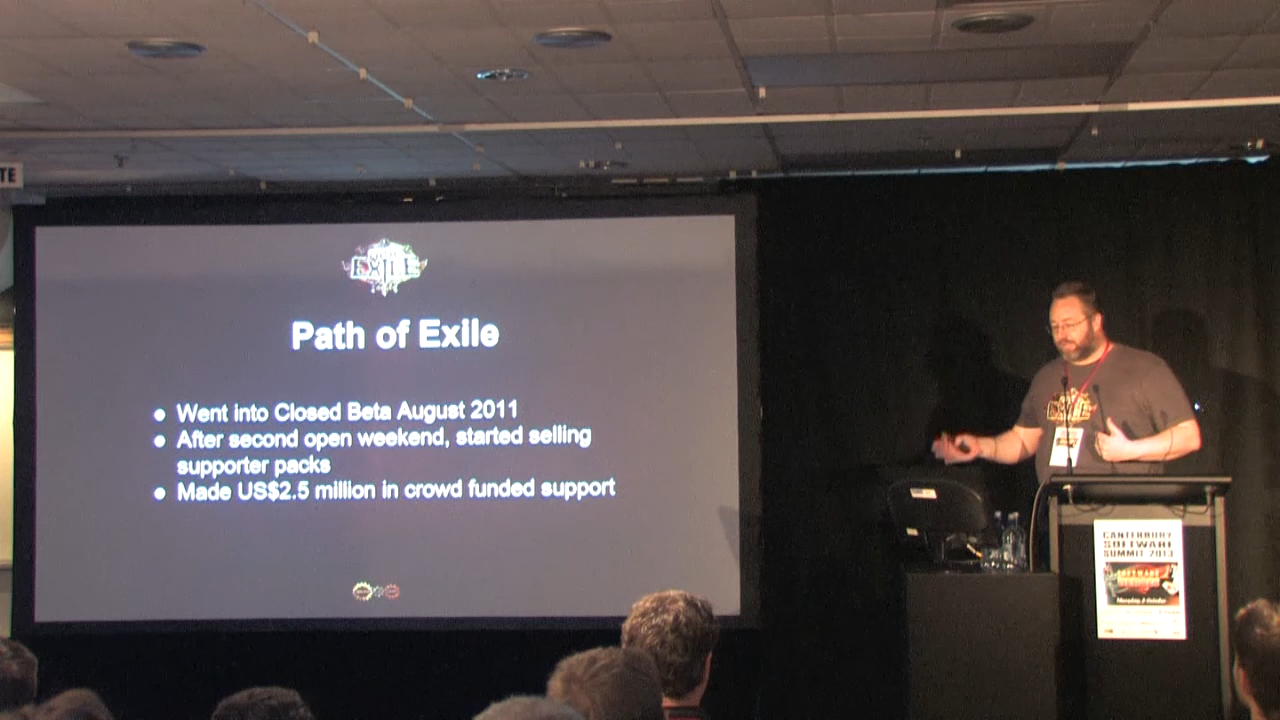 TE
EXILE
Path of Exile
● Went into Closed Beta August 2011
● After second open weekend, started selling
supporter packs
● Made US$2.5 million in crowd funded support
CANTERBURY
SOFTWARE
SUMMIT 2013